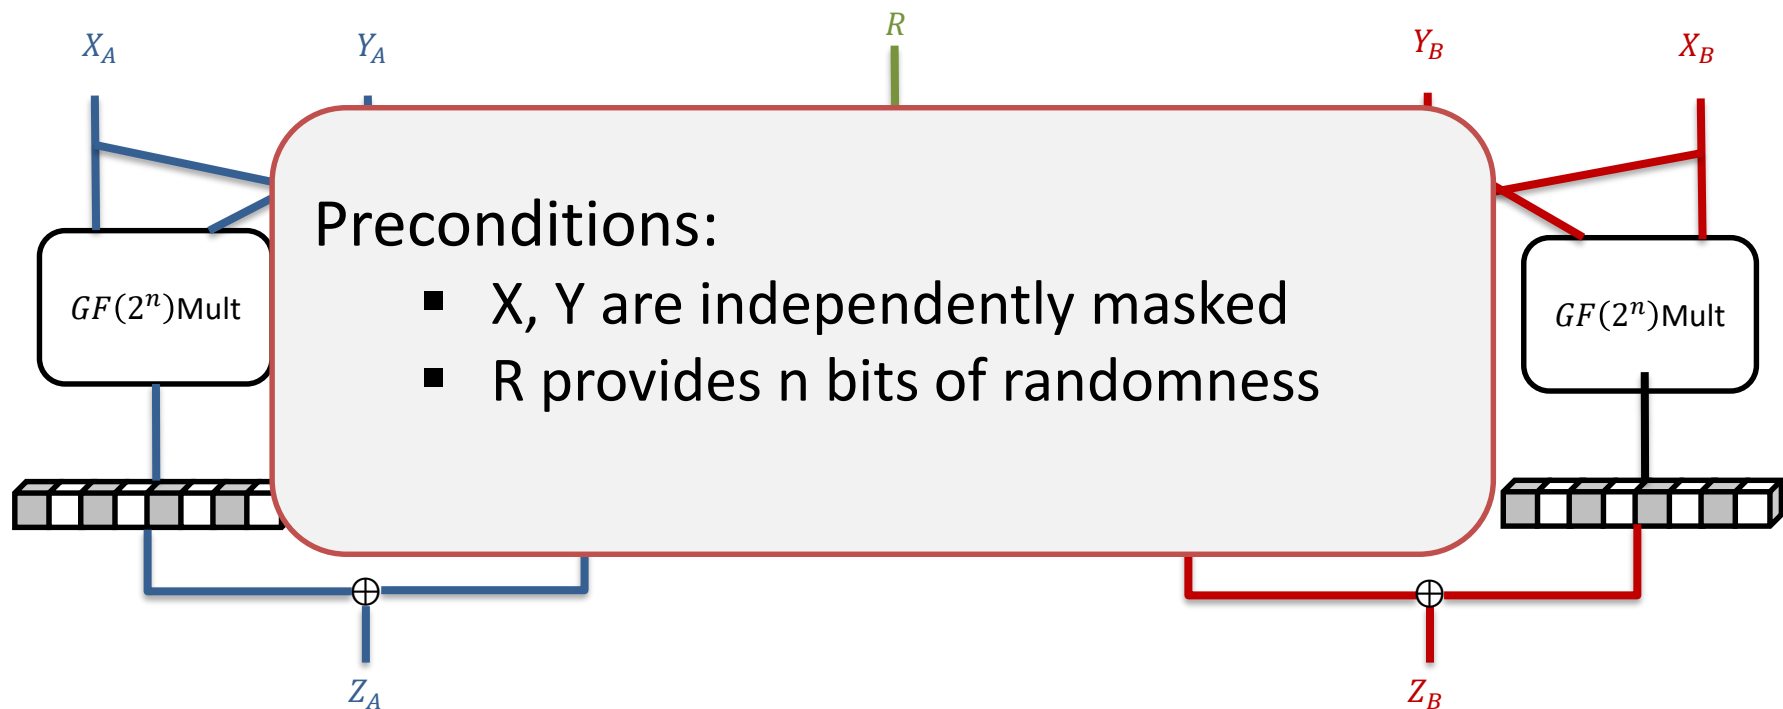 X_A Y_A R Y_B X_B
Preconditions:
▪ X, Y are independently masked
▪ R provides n bits of randomness
GF(2^n)Mult GF(2^n)Mult
Z_A Z_B